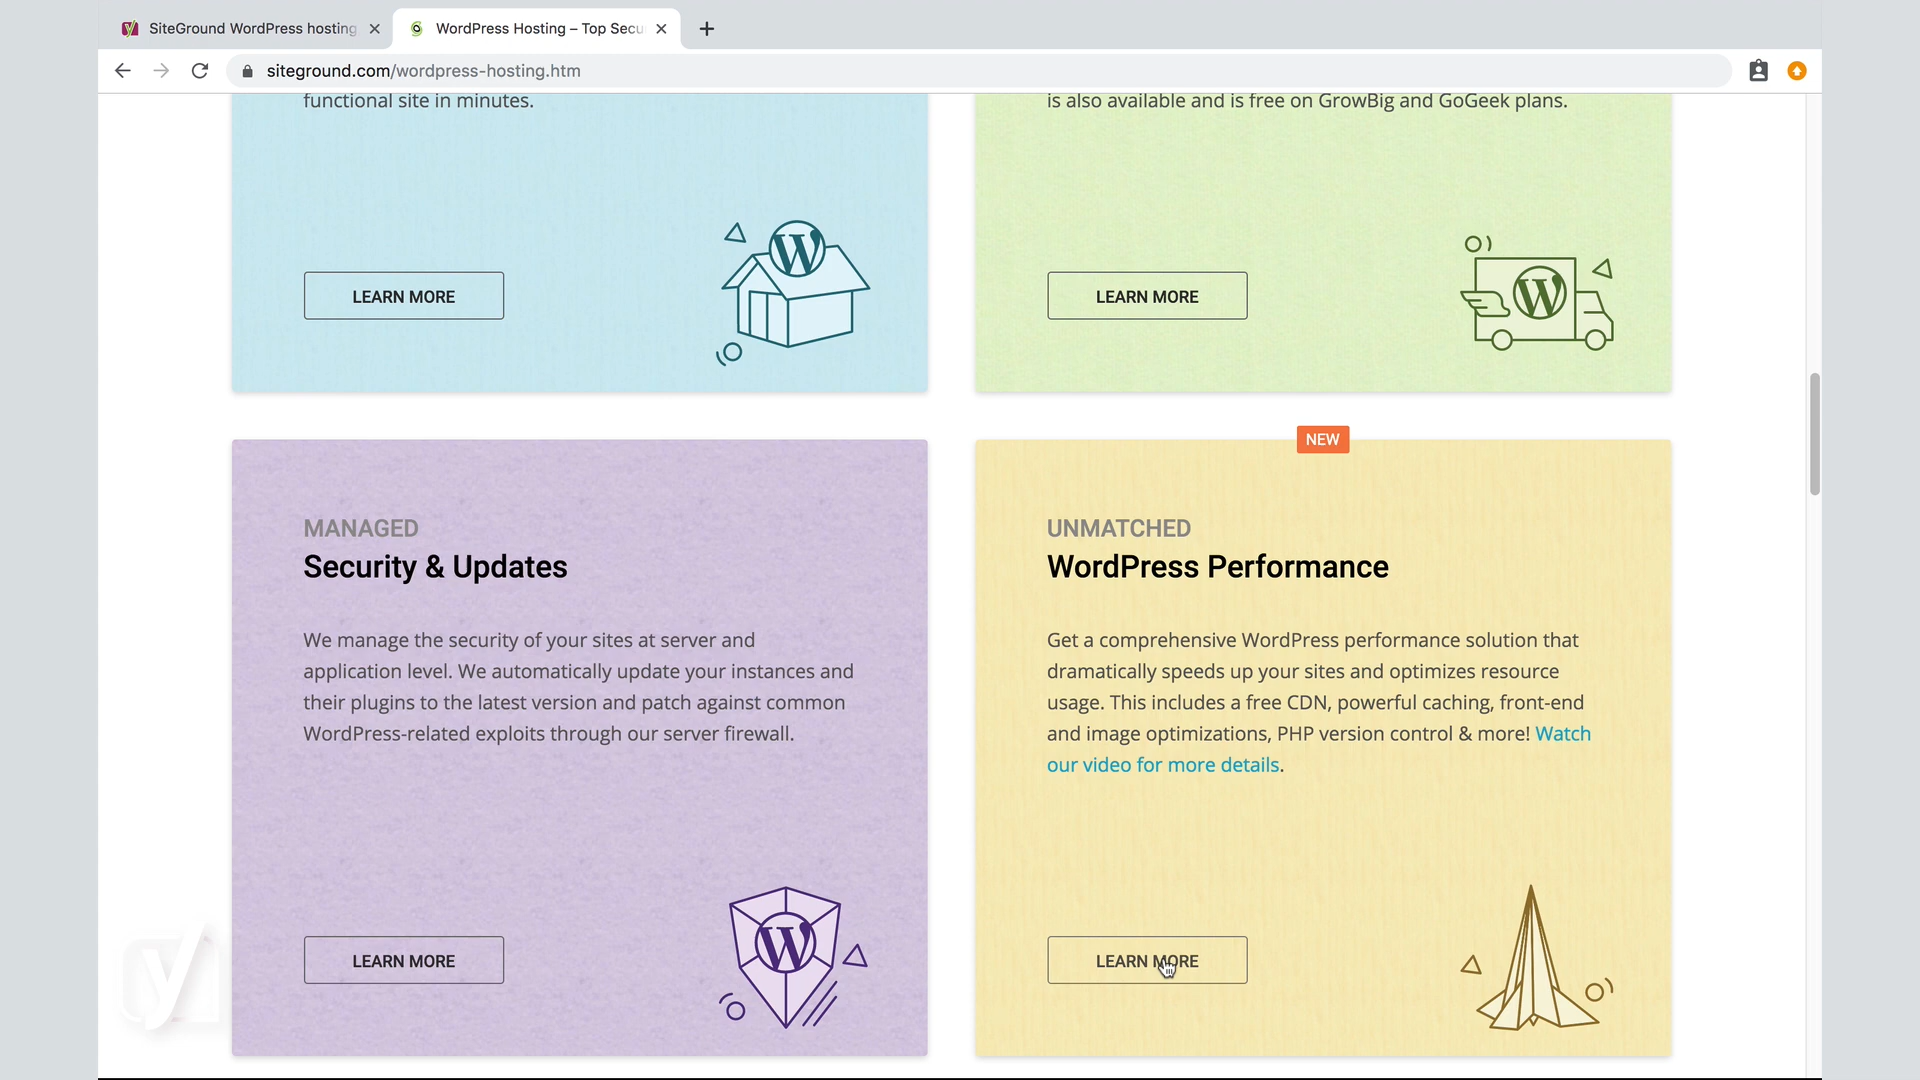 SiteGround WordPress hosting
WordPress Hosting – Top Secu
siteground.com/wordpress-hosting.htm
functional site in minutes.
LEARN MORE
is also available and is free on GrowBig and GoGeek plans.
LEARN MORE
MANAGED
Security & Updates
We manage the security of your sites at server and
application level. We automatically update your instances and
their plugins to the latest version and patch against common
WordPress-related exploits through our server firewall.
LEARN MORE
NEW
UNMATCHED
WordPress Performance
Get a comprehensive WordPress performance solution that
dramatically speeds up your sites and optimizes resource
usage. This includes a free CDN, powerful caching, front-end
and image optimizations, PHP version control & more! Watch
our video for more details.
LEARN MORE